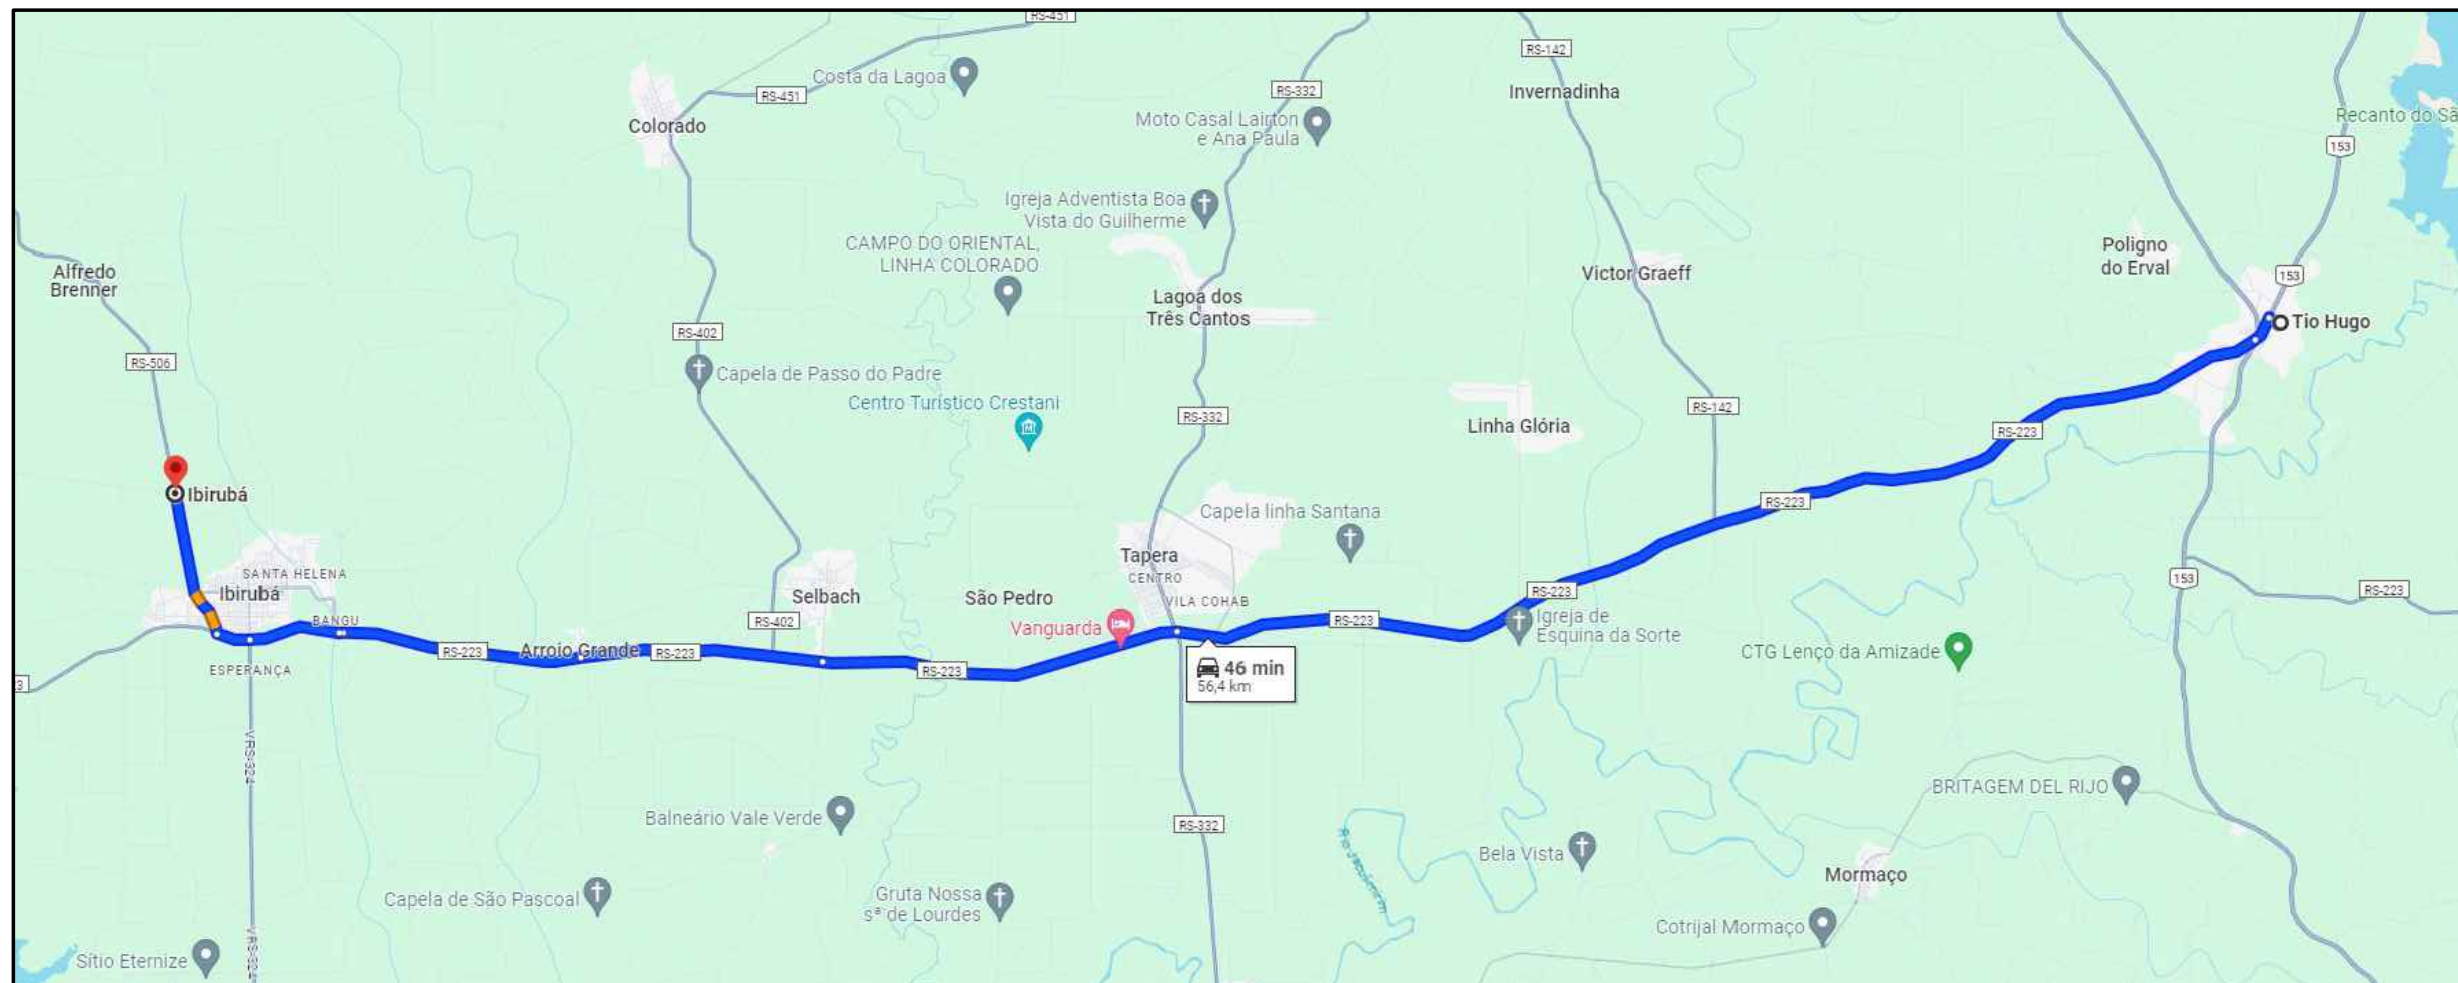 RS-451
RS-142
Costa da Lagoa
RS-451
RS-332
Invernadinha
Colorado
Moto Casal Lairton
e Ana Paula
Recanto do Sã
153
Igreja Adventista Boa
Vista do Guilherme
CAMPO DO ORIENTAL,
LINHA COLORADO
Alfredo
Brenner
Victor Graeff
Poligno
do Erval
153
Lagoa dos
Três Cantos
Tio Hugo
RS-402
RS-506
Capela de Passo do Padre
Centro Turístico Crestani
RS-332
RS-142
Linha Glória
RS-223
Ibirubá
RS-223
Capela linha Santana
Tapera
CENTRO
SANTA HELENA
Ibirubá
Selbach
São Pedro
VILA COHAB
RS-223
153
RS-223
BANGU
RS-402
Vanguarda
RS-223
Igreja de
Esquina da Sorte
RS-223
Arroio Grande
RS-223
CTG Lenço da Amizade
ESPERANÇA
RS-223
46 min
56,4 km
3
VRS-324
BRITAGEM DEL RIJO
Balneário Vale Verde
RS-332
Bela Vista
Mormaço
Capela de São Pascoal
Gruta Nossa
sª de Lourdes
Cotrijal Mormaço
VRS-324
Sítio Eternize